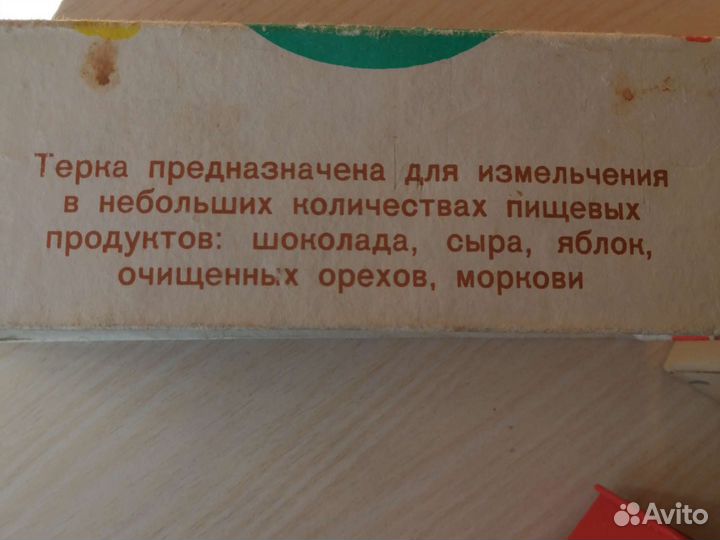 Терка предназначена для измельчения
в небольших количествах пищевых
продуктов: шоколада, сыра, яблок,
очищенных орехов, моркови
Avito